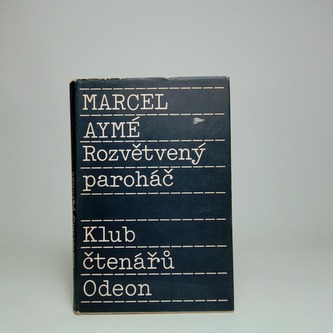 MARCEL
AYMÉ
Rozvětvený
paroháč
Klub
čtenářů
Odeon